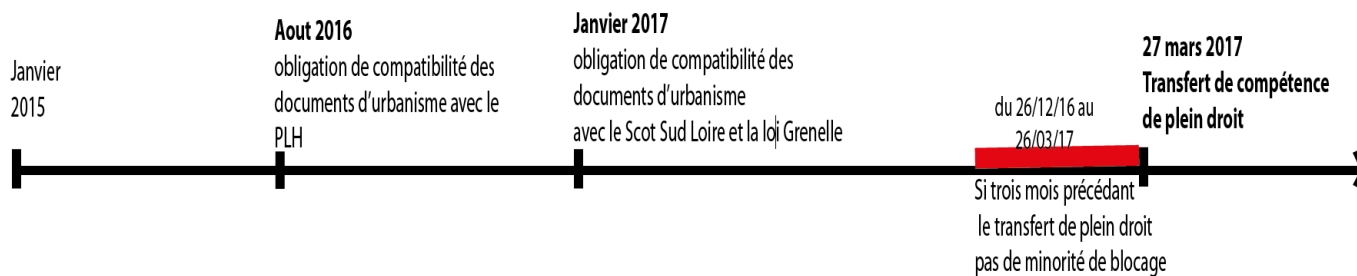 Janvier
2015
Aout 2016
obligation de compatibilité des
documents d'urbanisme avec le
PLH
Janvier 2017
obligation de compatibilité des
documents d'urbanisme
avec le Scot Sud Loire et la loi Grenelle
du 26/12/16 au
26/03/17
Si trois mois précédant
le transfert de plein droit
pas de minorité de blocage
27 mars 2017
Transfert de compétence
de plein droit